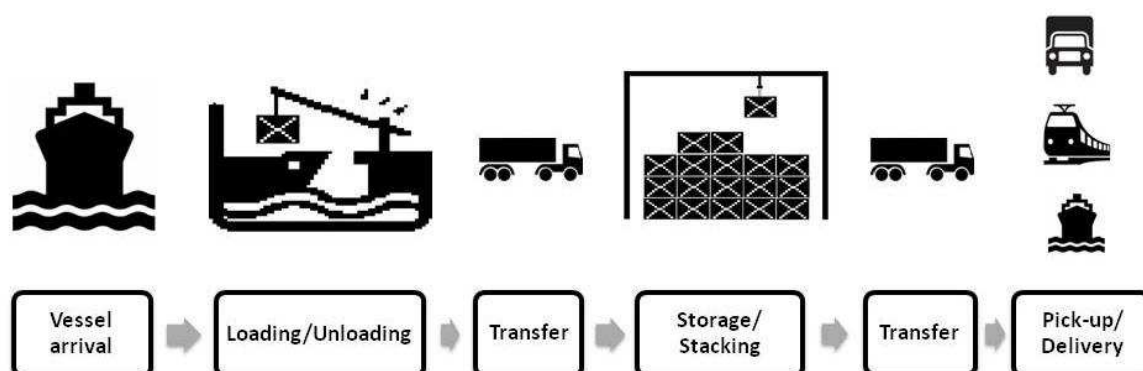 Vessel
arrival
Loading/Unloading
Transfer
Storage/
Stacking
Transfer
Pick-up/
Delivery